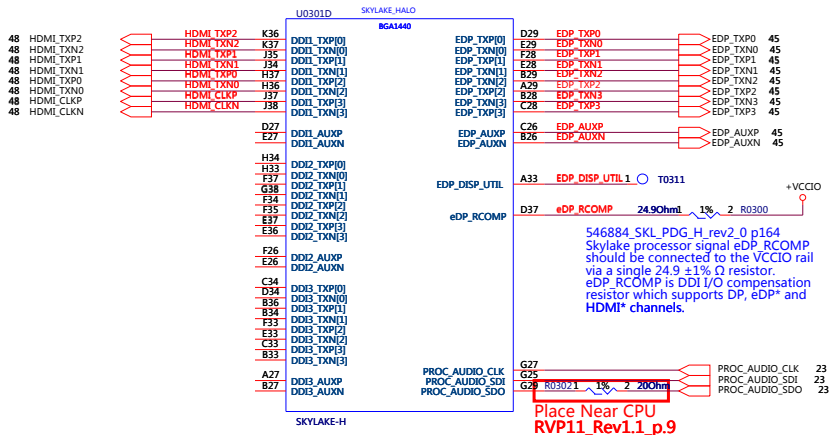 U0301D SKYLAKE_HALO
BGA1440
48 HDMI_TXP2 HDMI_TXP2 K36 DDI1_TXP[0]
48 HDMI_TXN2 HDMI_TXN2 K37 DDI1_TXN[0]
48 HDMI_TXP1 HDMI_TXP1 J35 DDI1_TXP[1]
48 HDMI_TXN1 HDMI_TXN1 J34 DDI1_TXN[1]
48 HDMI_TXP0 HDMI_TXP0 H37 DDI1_TXP[2]
48 HDMI_TXN0 HDMI_TXN0 H36 DDI1_TXN[2]
48 HDMI_CLKP HDMI_CLKP J37 DDI1_TXP[3]
48 HDMI_CLKN HDMI_CLKN J38 DDI1_TXN[3]
D27 DDI1_AUXP
E27 DDI1_AUXN
H34 DDI2_TXP[0]
H33 DDI2_TXN[0]
F37 DDI2_TXP[1]
G38 DDI2_TXN[1]
F34 DDI2_TXP[2]
F35 DDI2_TXN[2]
E37 DDI2_TXP[3]
E36 DDI2_TXN[3]
F26 DDI2_AUXP
E26 DDI2_AUXN
C34 DDI3_TXP[0]
D34 DDI3_TXN[0]
B36 DDI3_TXP[1]
B34 DDI3_TXN[1]
F33 DDI3_TXP[2]
E33 DDI3_TXN[2]
C33 DDI3_TXP[3]
B33 DDI3_TXN[3]
A27 DDI3_AUXP
B27 DDI3_AUXN
SKYLAKE-H
EDP_TXP[0] D29 EDP_TXP0 EDP_TXP0 45
EDP_TXN[0] E29 EDP_TXN0 EDP_TXN0 45
EDP_TXP[1] F28 EDP_TXP1 EDP_TXP1 45
EDP_TXN[1] E28 EDP_TXN1 EDP_TXN1 45
EDP_TXN[2] B29 EDP_TXN2 EDP_TXN2 45
EDP_TXP[2] A29 EDP_TXP2 EDP_TXP2 45
EDP_TXN[3] B28 EDP_TXN3 EDP_TXN3 45
EDP_TXP[3] C28 EDP_TXP3 EDP_TXP3 45
EDP_AUXP C26 EDP_AUXP EDP_AUXP 45
EDP_AUXN B26 EDP_AUXN EDP_AUXN 45
EDP_DISP_UTIL A33 EDP_DISP_UTIL 1 T0311
+VCCIO
eDP_RCOMP D37 eDP_RCOMP 24.9Ohm1 1% 2 R0300
546884_SKL_PDG_H_rev2_0 p164
Skylake processor signal eDP_RCOMP
should be connected to the VCCIO rail
via a single 24.9 ±1% Ω resistor.
eDP_RCOMP is DDI I/O compensation
resistor which supports DP, eDP* and
HDMI* channels.
PROC_AUDIO_CLK G27 PROC_AUDIO_CLK 23
PROC_AUDIO_SDI G25 PROC_AUDIO_SDI 23
PROC_AUDIO_SDO G29 R0302 1 1% 2 20Ohm PROC_AUDIO_SDO 23
Place Near CPU
RVP11_Rev1.1_p.9